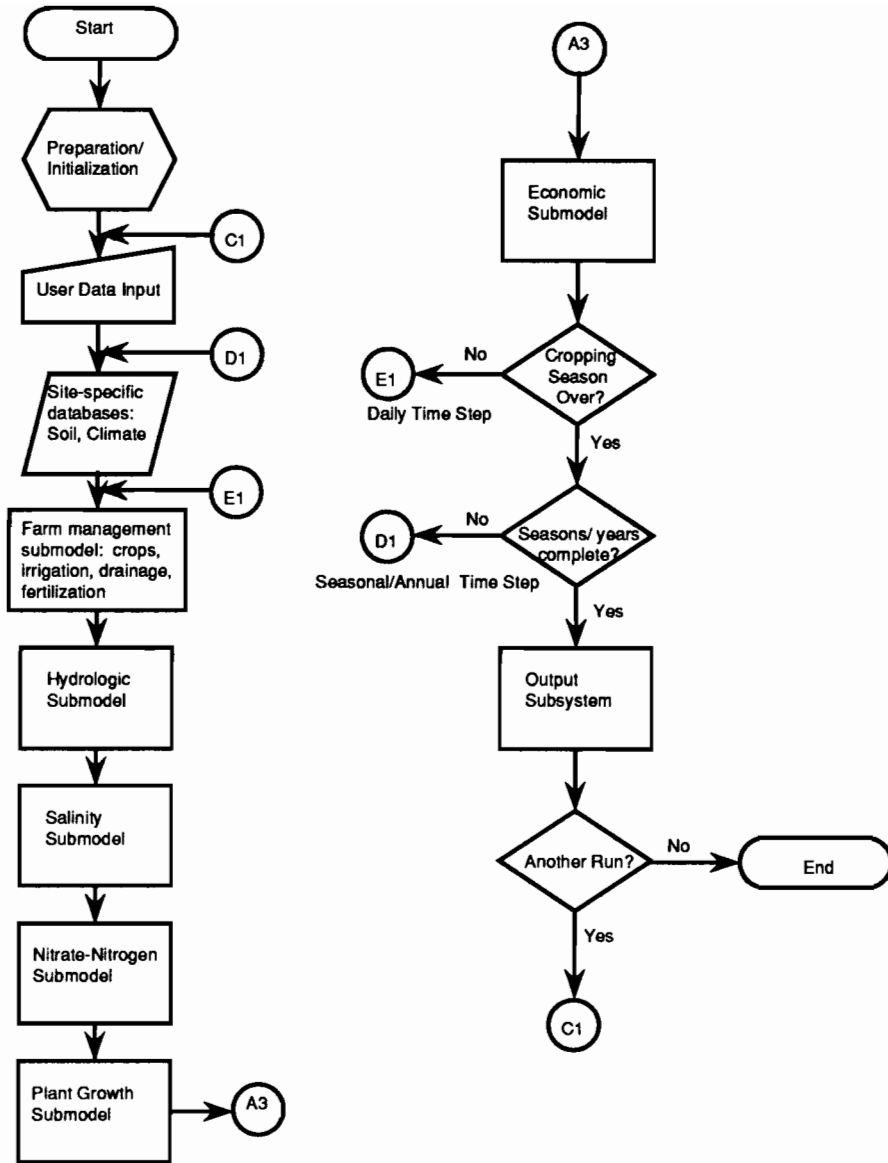 Start
Preparation/
Initialization
C1
User Data Input
D1
Site-specific
databases:
Soil, Climate
E1
Farm management
submodel: crops,
irrigation, drainage,
fertilization
Hydrologic
Submodel
Salinity
Submodel
Nitrate-Nitrogen
Submodel
Plant Growth
Submodel
A3
A3
Economic
Submodel
Cropping
Season
Over?
No
E1
Daily Time Step
Yes
Seasons/ years
complete?
No
D1
Seasonal/Annual Time Step
Yes
Output
Subsystem
Another Run?
No
End
Yes
C1